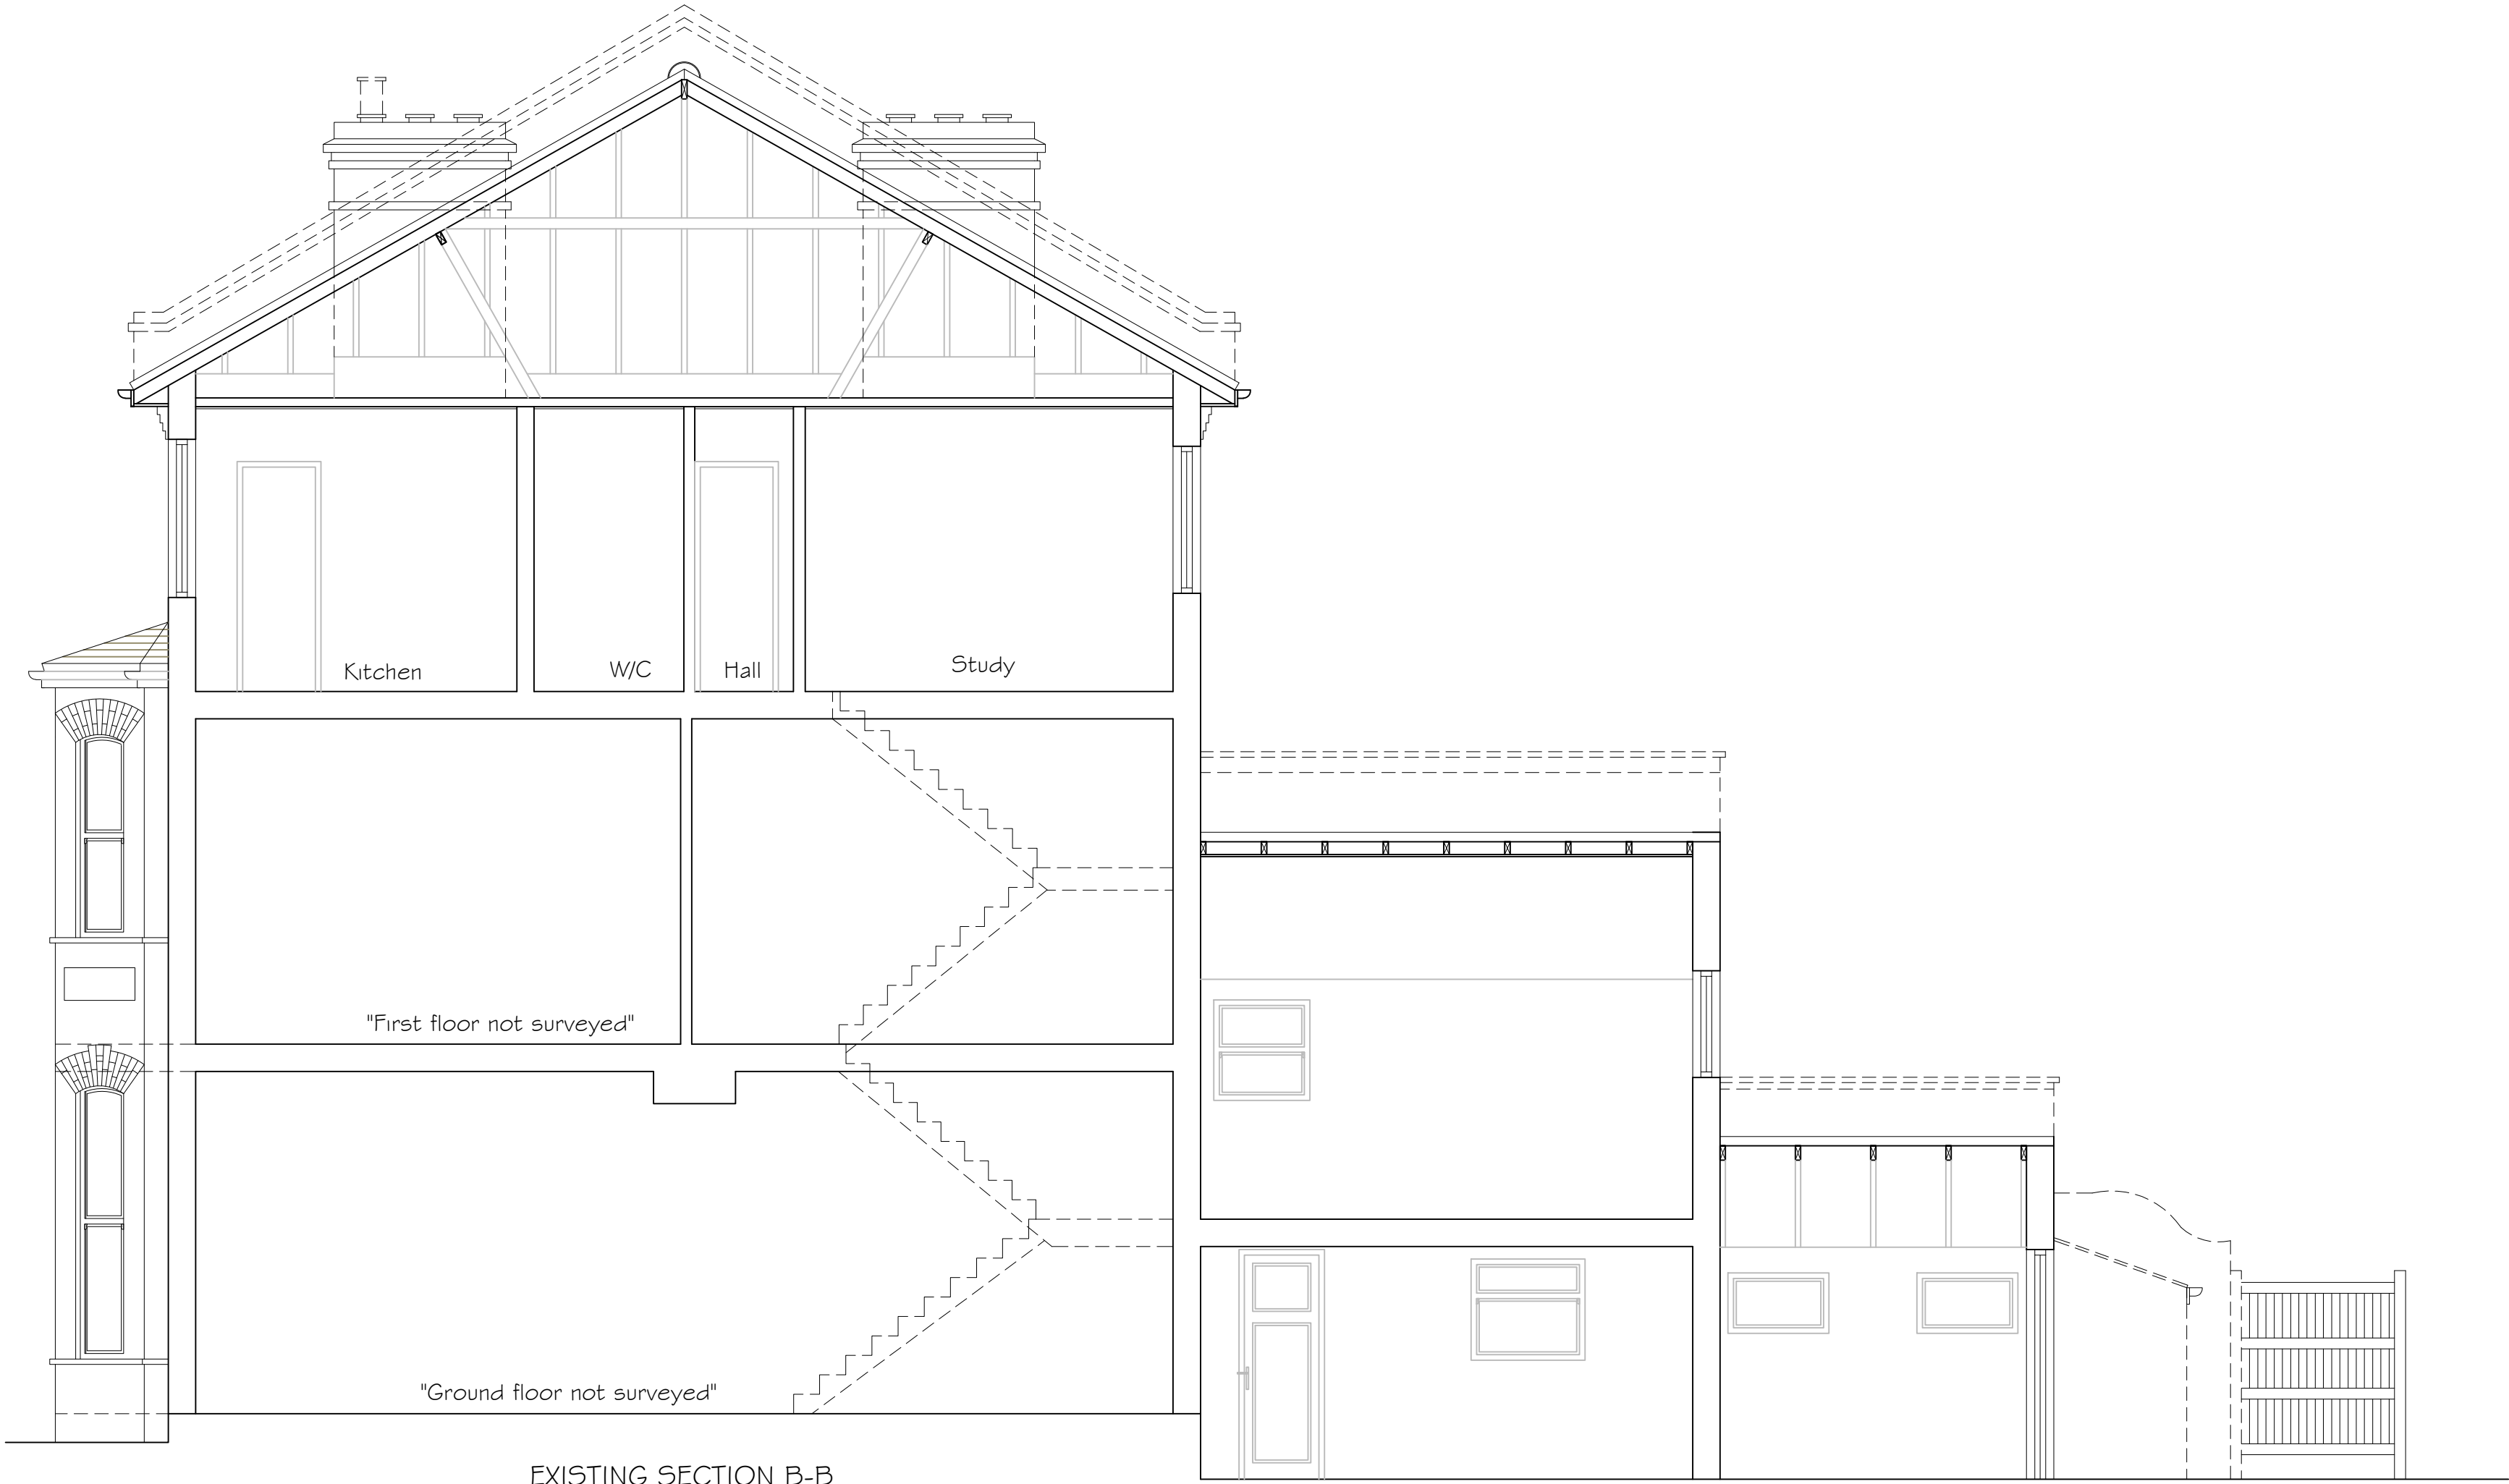 Kitchen
W/C
Hall
Study
"First floor not surveyed"
"Ground floor not surveyed"
EXISTING SECTION B-B